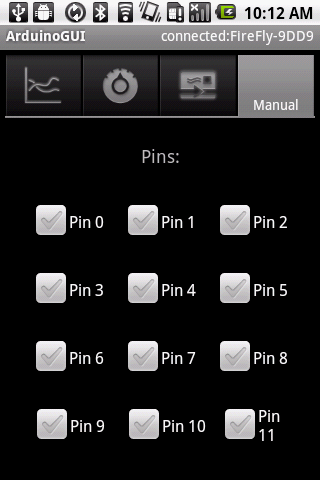 10:12 AM
ArduinoGUI connected:FireFly-9DD9
Manual
Pins:
Pin 0 Pin 1 Pin 2
Pin 3 Pin 4 Pin 5
Pin 6 Pin 7 Pin 8
Pin 9 Pin 10 Pin
11